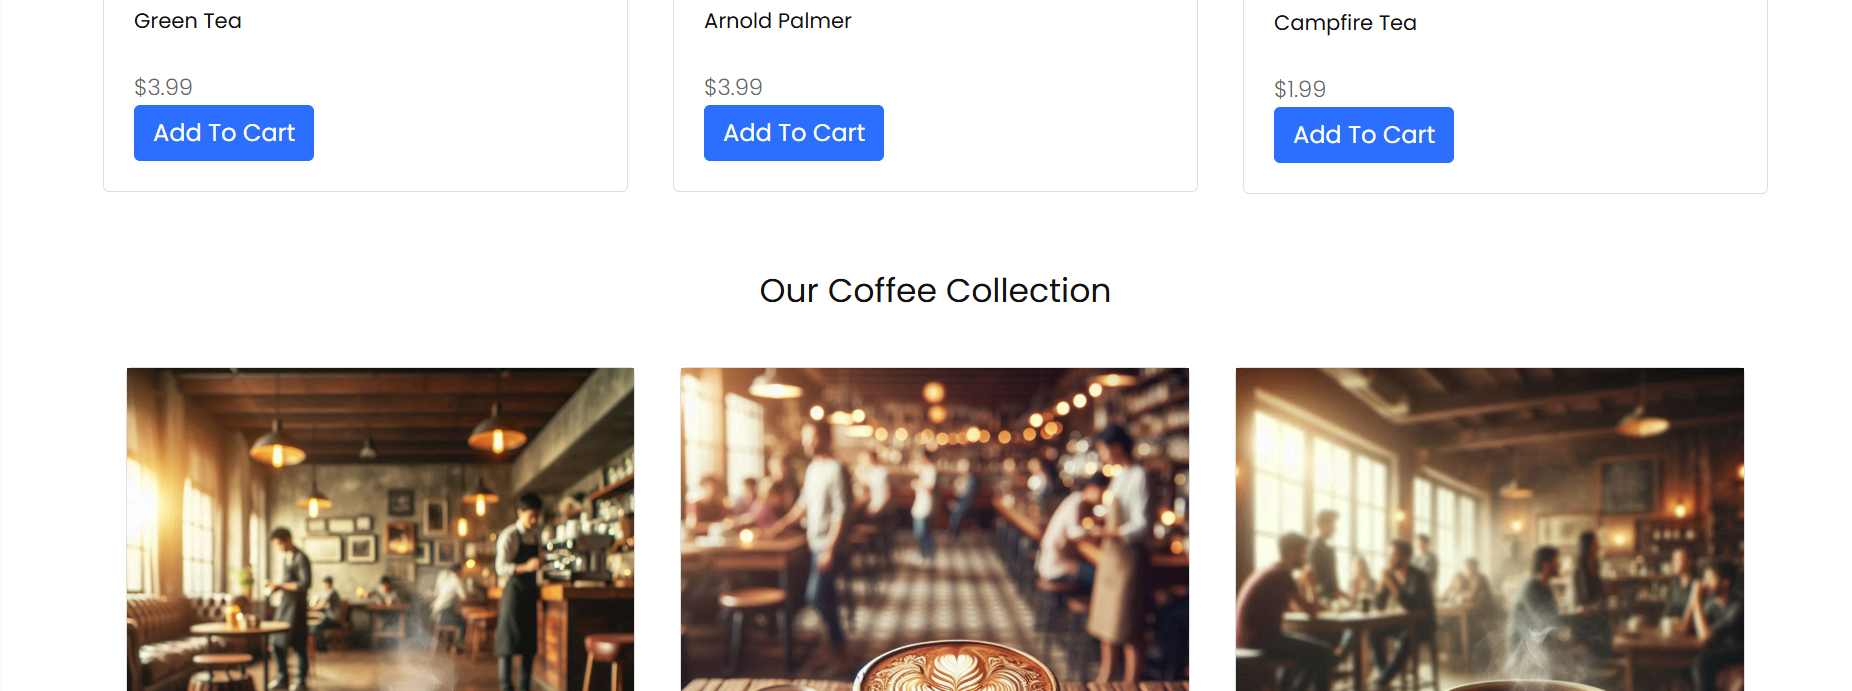 Green Tea
Arnold Palmer
Campfire Tea
$3.99
$3.99
$1.99
Add To Cart
Add To Cart
Add To Cart
Our Coffee Collection